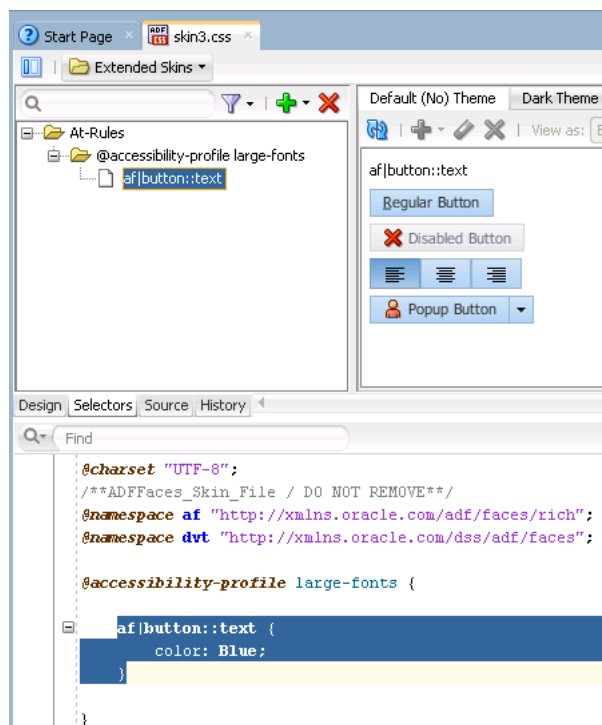 Start Page
ADF CSS skin3.css
Extended Skins
At-Rules
@accessibility-profile large-fonts
af|button::text
Default (No) Theme Dark Theme
View as:
af|button::text
Regular Button
Disabled Button
Popup Button
Design Selectors Source History
Find
@charset "UTF-8";
/**ADFFaces_Skin_File / DO NOT REMOVE**/
@namespace af "http://xmlns.oracle.com/adf/faces/rich";
@namespace dvt "http://xmlns.oracle.com/dss/adf/faces";
@accessibility-profile large-fonts {
af|button::text {
color: Blue;
}
}